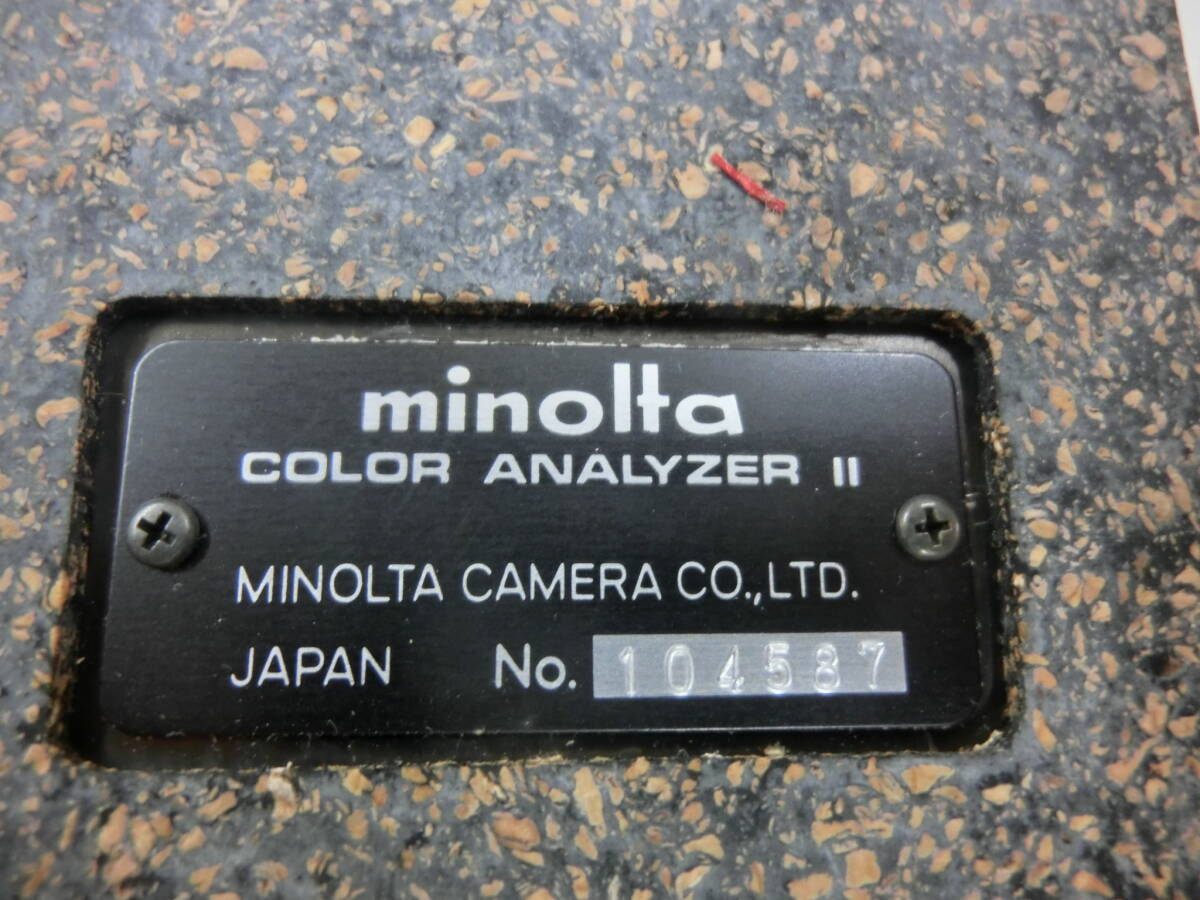 minolta
COLOR ANALYZER II
MINOLTA CAMERA CO.,LTD.
JAPAN No. 104587